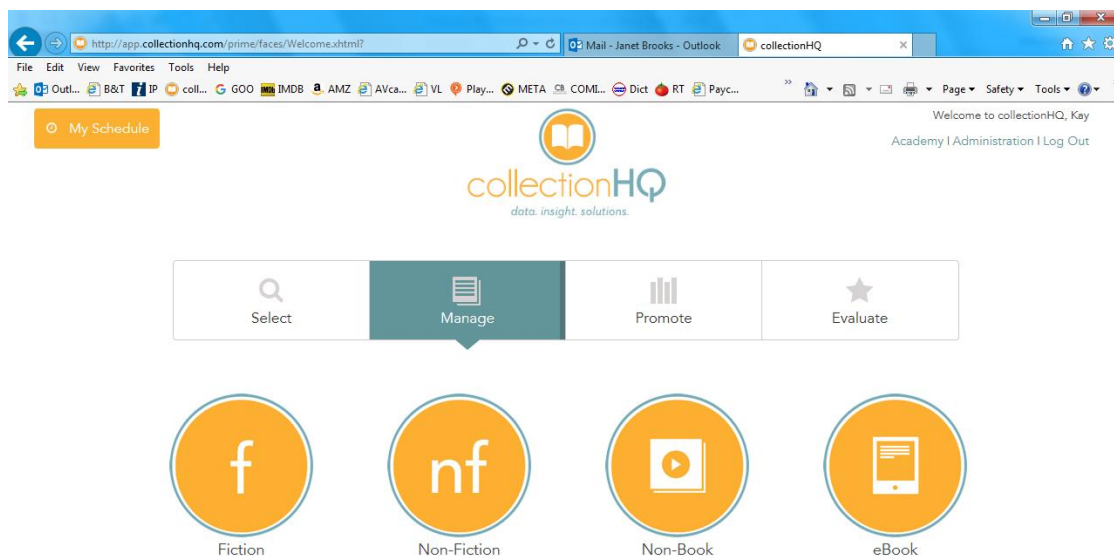 http://app.collectionhq.com/prime/faces/Welcome.xhtml?
Mail - Janet Brooks - Outlook
collectionHQ
File Edit View Favorites Tools Help
Outl... B&T IP coll... GOO IMDB AMZ AVca... VL Play... META COMI... Dict RT Payc... Page Safety Tools
My Schedule
Welcome to collectionHQ, Kay
Academy | Administration | Log Out
collectionHQ
data. insight. solutions.
Select Manage Promote Evaluate
f nf
Fiction Non-Fiction Non-Book eBook